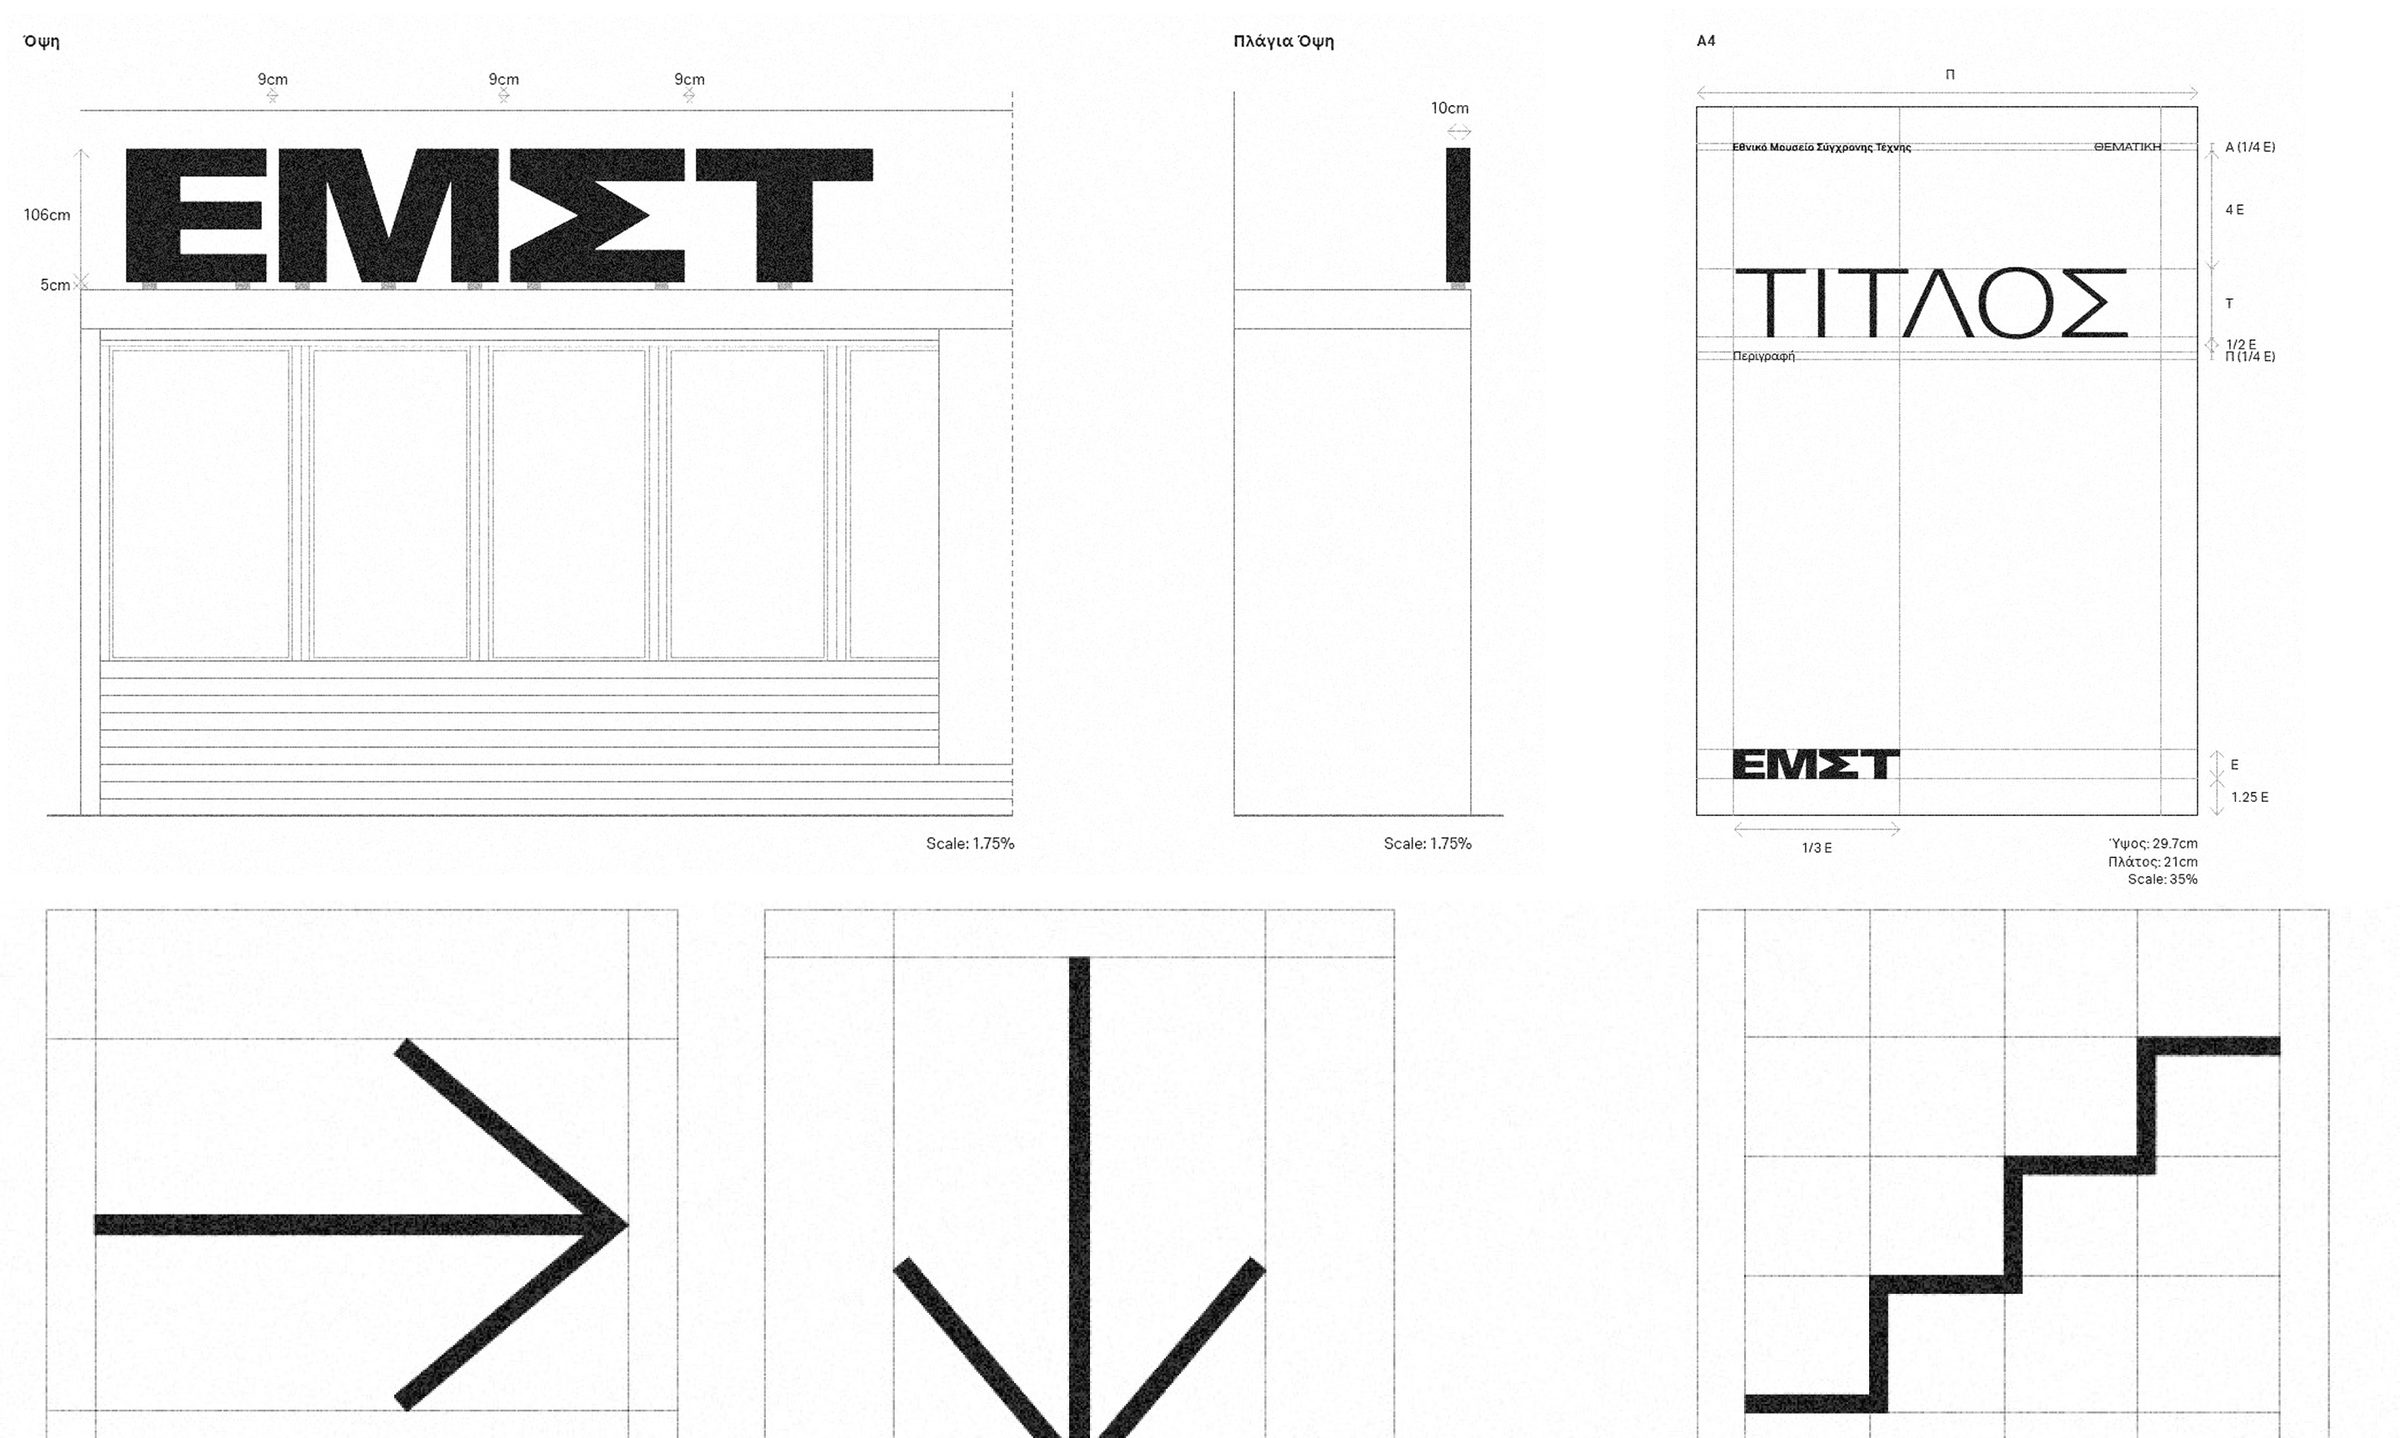 Όψη
9cm
9cm
9cm
ΕΜΣΤ
106cm
5cm
Scale: 1.75%
Πλάγια Όψη
10cm
Scale: 1.75%
A4
Π
Εθνικό Μουσείο Σύγχρονης Τέχνης
ΘΕΜΑΤΙΚΗ
Α (1/4 Ε)
4 Ε
ΤΙΤΛΟΣ
Τ
1/2 Ε
Περιγραφή
Π (1/4 Ε)
ΕΜΣΤ
Ε
1.25 Ε
1/3 Ε
Ύψος: 29.7cm
Πλάτος: 21cm
Scale: 35%